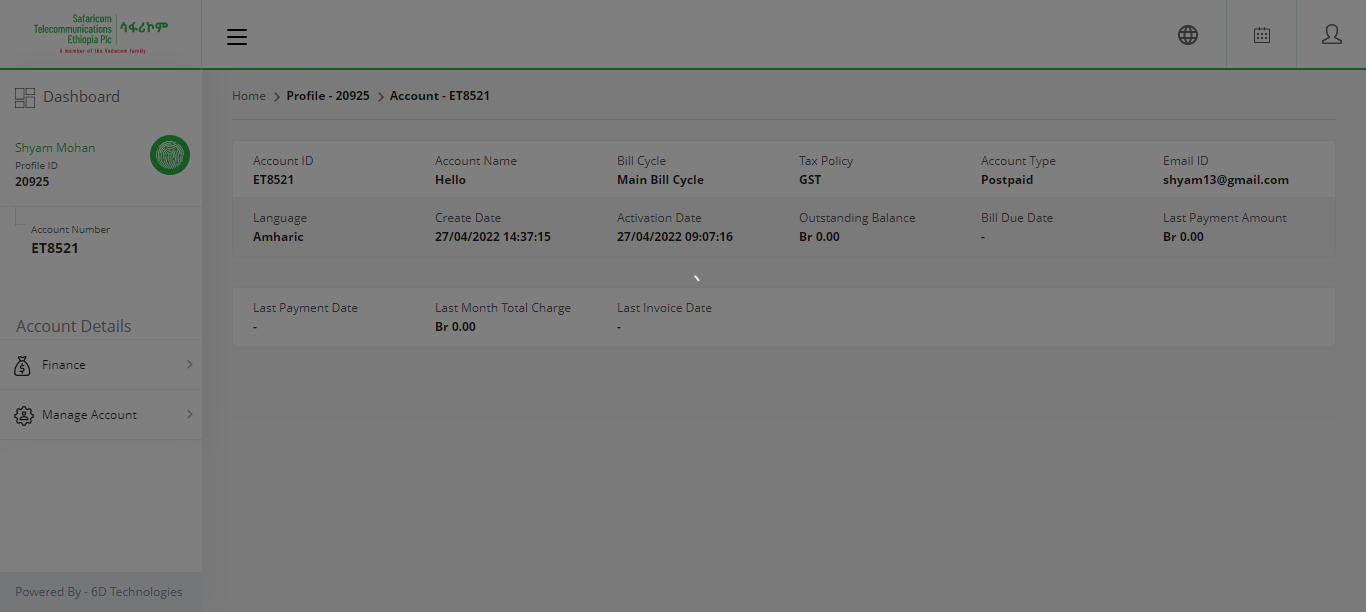 Safaricom
Telecommunications
Ethiopia Plc
ሳፋሪኮም
A member of the Vodacom family
Dashboard
Home > Profile - 20925 > Account - ET8521
Shyam Mohan
Profile ID
20925
Account Number
ET8521
Account Details
Finance
Manage Account
Powered By - 6D Technologies
Account ID Account Name Bill Cycle Tax Policy Account Type Email ID
ET8521 Hello Main Bill Cycle GST Postpaid shyam13@gmail.com
Language Create Date Activation Date Outstanding Balance Bill Due Date Last Payment Amount
Amharic 27/04/2022 14:37:15 27/04/2022 09:07:16 Br 0.00 - Br 0.00
Last Payment Date Last Month Total Charge Last Invoice Date
- Br 0.00 -